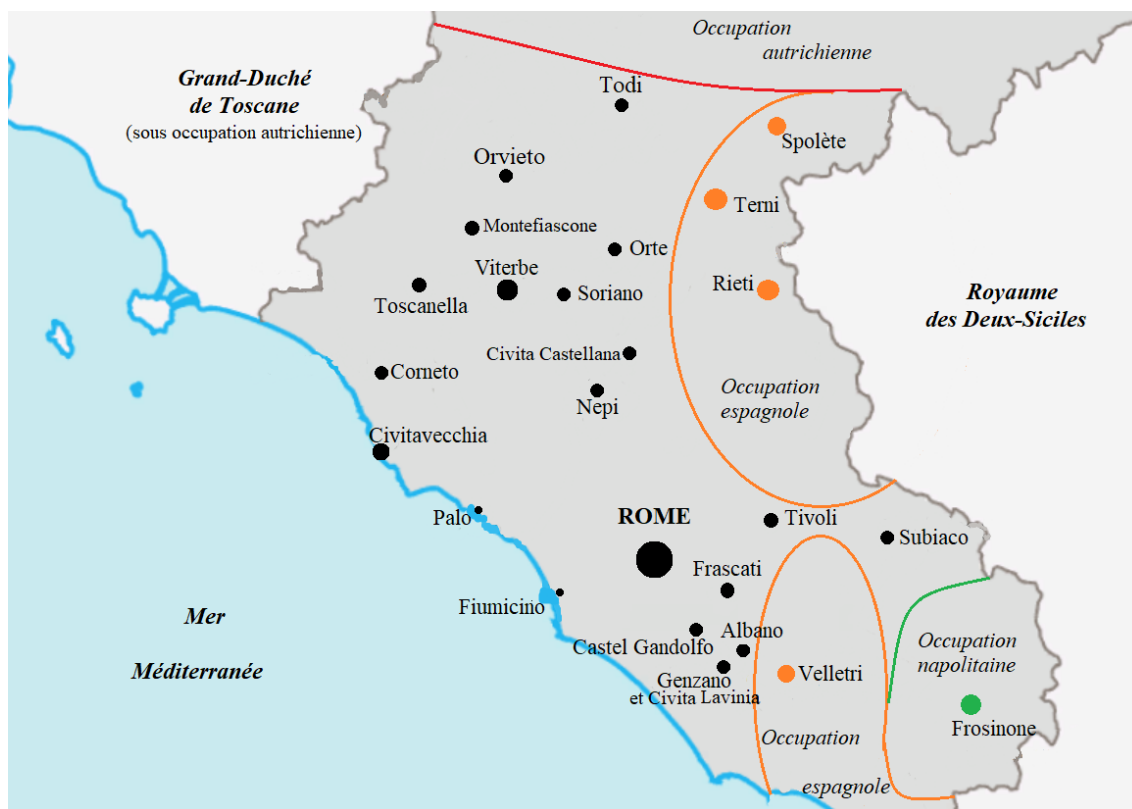 Occupation
autrichienne
Grand-Duché
de Toscane
(sous occupation autrichienne)
Todi
Spolète
Orvieto
Terni
Montefiascone
Orte
Viterbe
Toscanella
Soriano
Rieti
Royaume
des Deux-Siciles
Civita Castellana
Corneto
Nepi
Occupation
espagnole
Civitavecchia
Palo
ROME
Tivoli
Subiaco
Frascati
Fiumicino
Mer
Méditerranée
Castel Gandolfo
Albano
Genzano
et Civita Lavinia
Velletri
Occupation
napolitaine
Frosinone
Occupation
espagnole